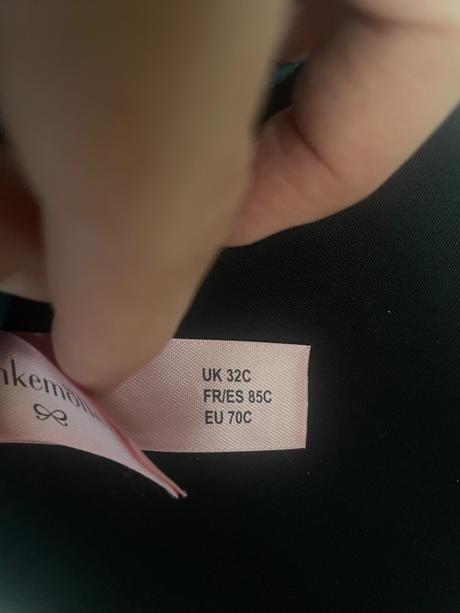 UK 32C
FR/ES 85C
EU 70C